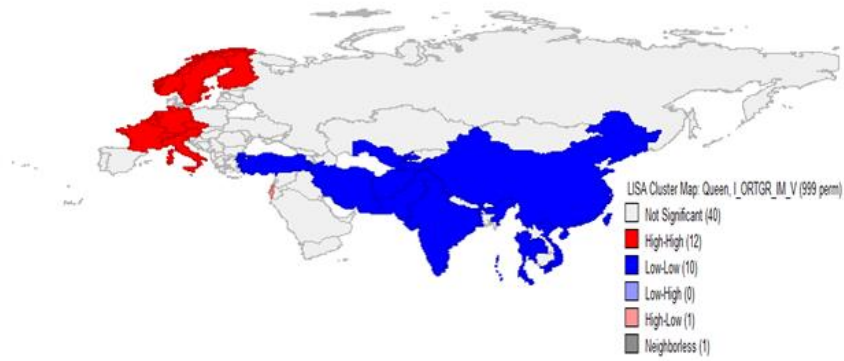 LISA Cluster Map: Queen, I_ORTGR_IM_V (999 perm)
Not Significant (40)
High-High (12)
Low-Low (10)
Low-High (0)
High-Low (1)
Neighborless (1)